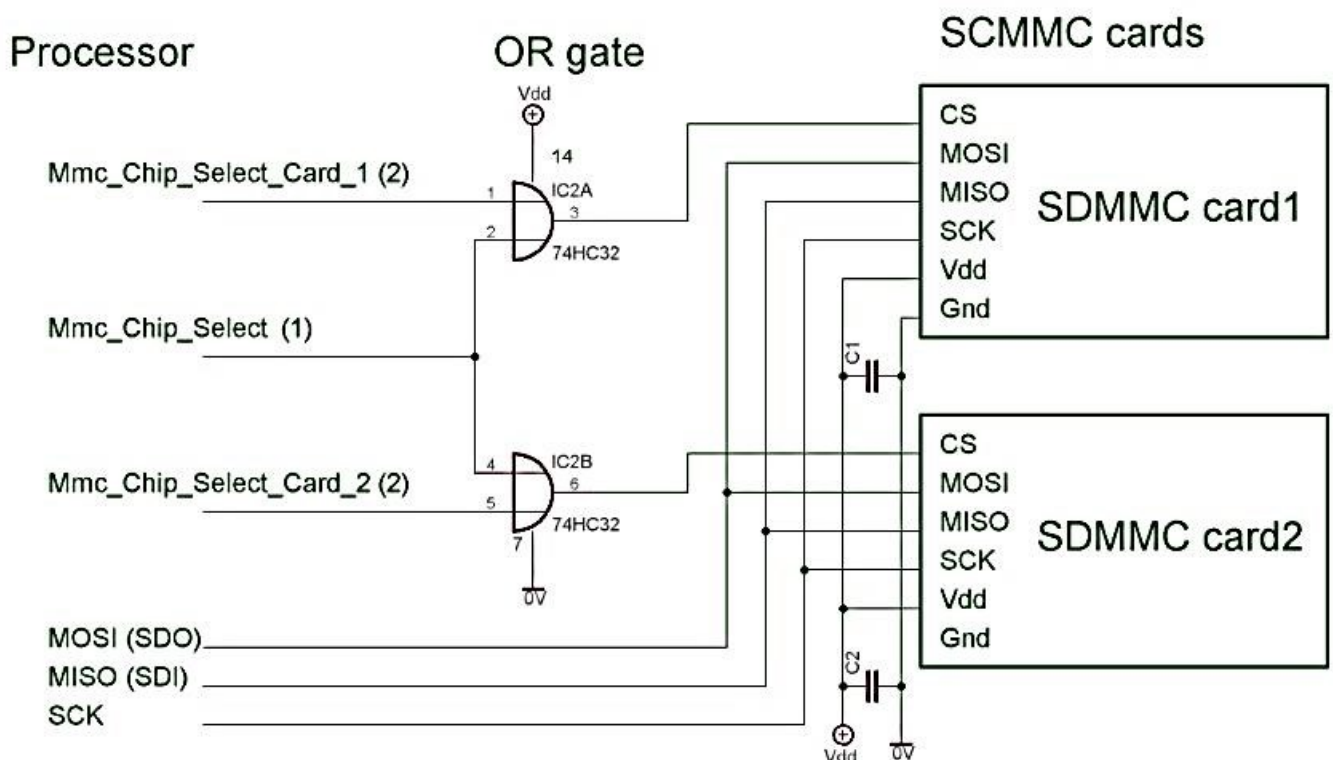 Processor
OR gate
SCMMC cards
Vdd
14
Mmc_Chip_Select_Card_1 (2)
1
2
IC2A
3
74HC32
Mmc_Chip_Select (1)
Mmc_Chip_Select_Card_2 (2)
4
5
IC2B
6
74HC32
7
0V
MOSI (SDO)
MISO (SDI)
SCK
CS
MOSI
MISO
SCK
Vdd
Gnd
SDMMC card1
C1
CS
MOSI
MISO
SCK
Vdd
Gnd
SDMMC card2
C2
Vdd
0V